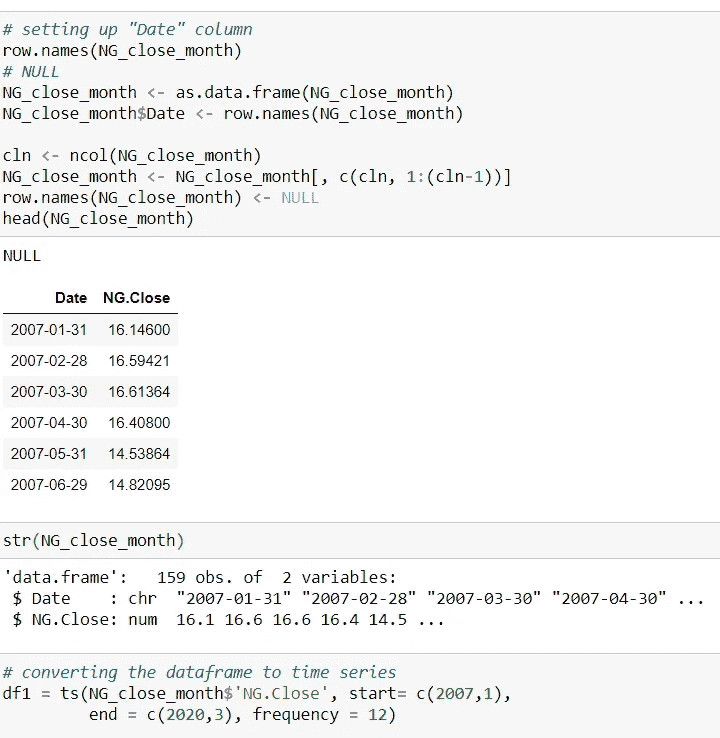 # setting up "Date" column
row.names(NG_close_month)
# NULL
NG_close_month <- as.data.frame(NG_close_month)
NG_close_month$Date <- row.names(NG_close_month)
cln <- ncol(NG_close_month)
NG_close_month <- NG_close_month[, c(cln, 1:(cln-1))]
row.names(NG_close_month) <- NULL
head(NG_close_month)
NULL
Date NG.Close
2007-01-31 16.14600
2007-02-28 16.59421
2007-03-30 16.61364
2007-04-30 16.40800
2007-05-31 14.53864
2007-06-29 14.82095
str(NG_close_month)
'data.frame': 159 obs. of 2 variables:
$ Date : chr "2007-01-31" "2007-02-28" "2007-03-30" "2007-04-30" ...
$ NG.Close: num 16.1 16.6 16.6 16.4 14.5 ...
# converting the dataframe to time series
df1 = ts(NG_close_month$'NG.Close', start= c(2007,1),
end = c(2020,3), frequency = 12)